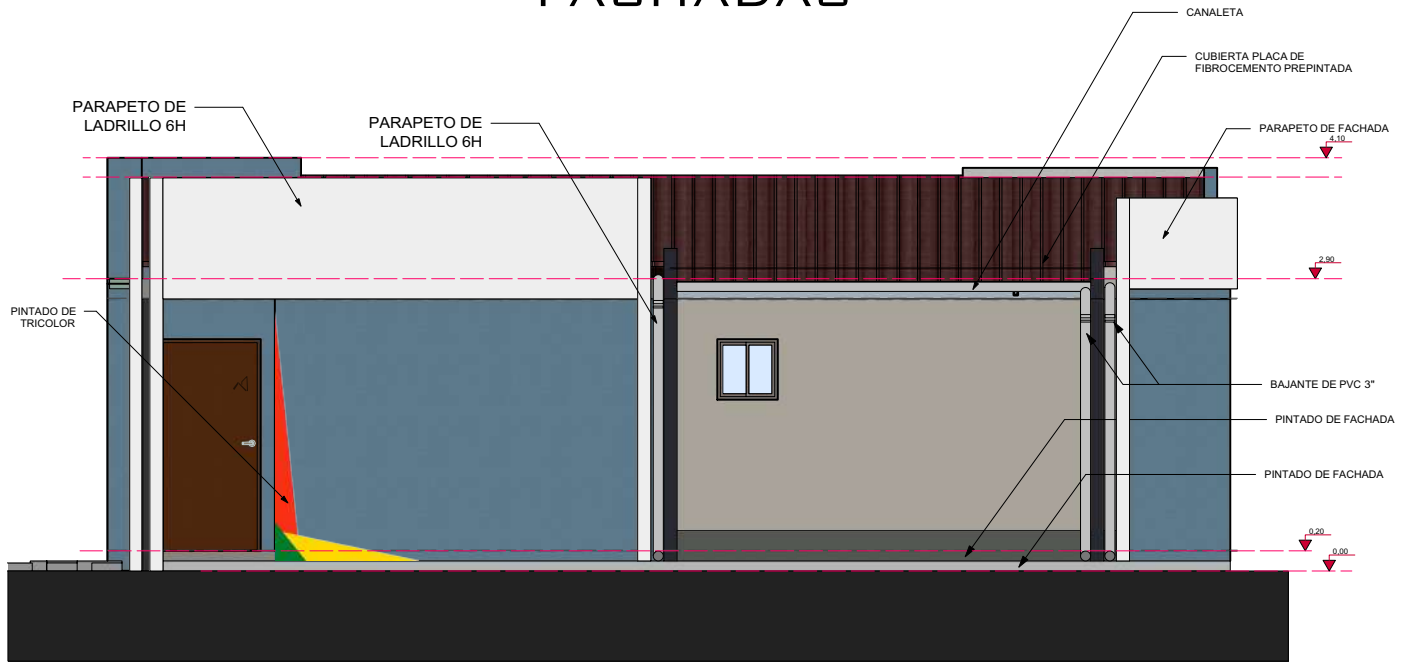 FACHADAS
CANALETA
CUBIERTA PLACA DE
FIBROCEMENTO PREPINTADA
PARAPETO DE
LADRILLO 6H
PARAPETO DE
LADRILLO 6H
PARAPETO DE FACHADA
4,10
2,90
PINTADO DE
TRICOLOR
BAJANTE DE PVC 3"
PINTADO DE FACHADA
PINTADO DE FACHADA
0,20
0,00